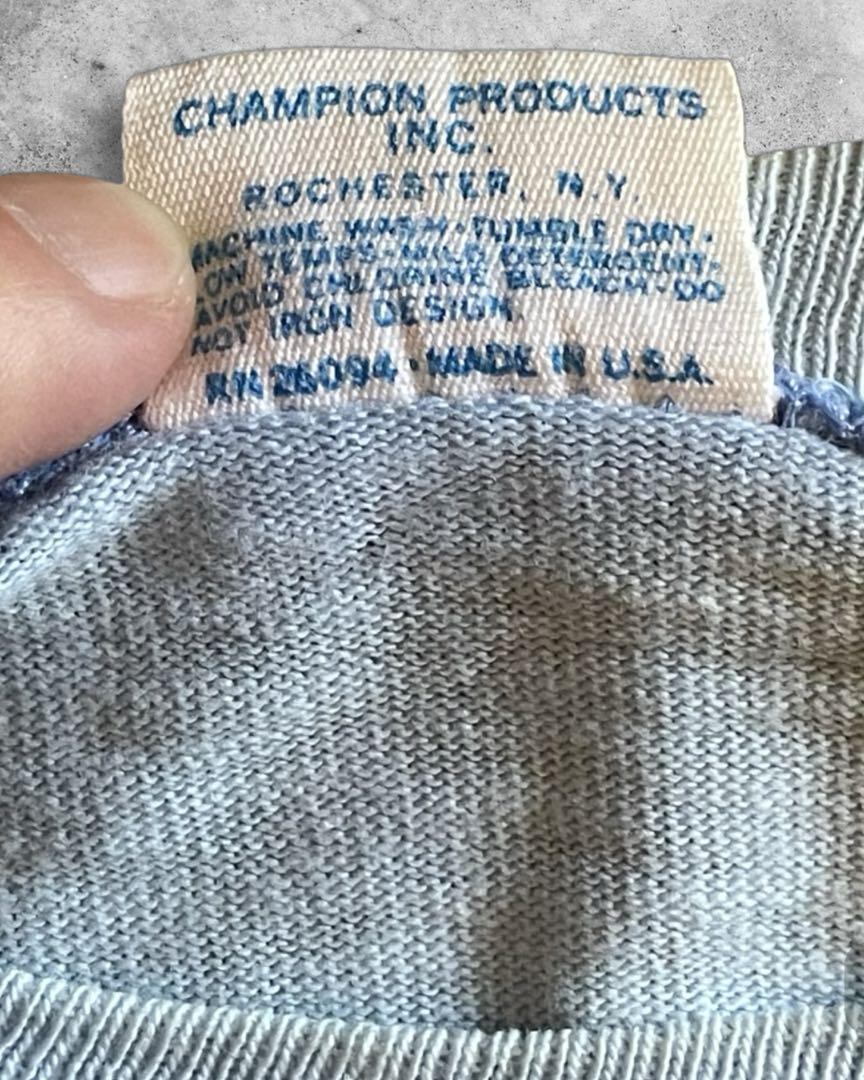 CHAMPION PRODUCTS
INC.
ROCHESTER, N.Y.
MACHINE WASH·TUMBLE DRY·
LOW TEMPS·MILD DETERGENT·
AVOID CHLORINE BLEACH·DO
NOT IRON DESIGN
RN 26094·MADE IN U.S.A.